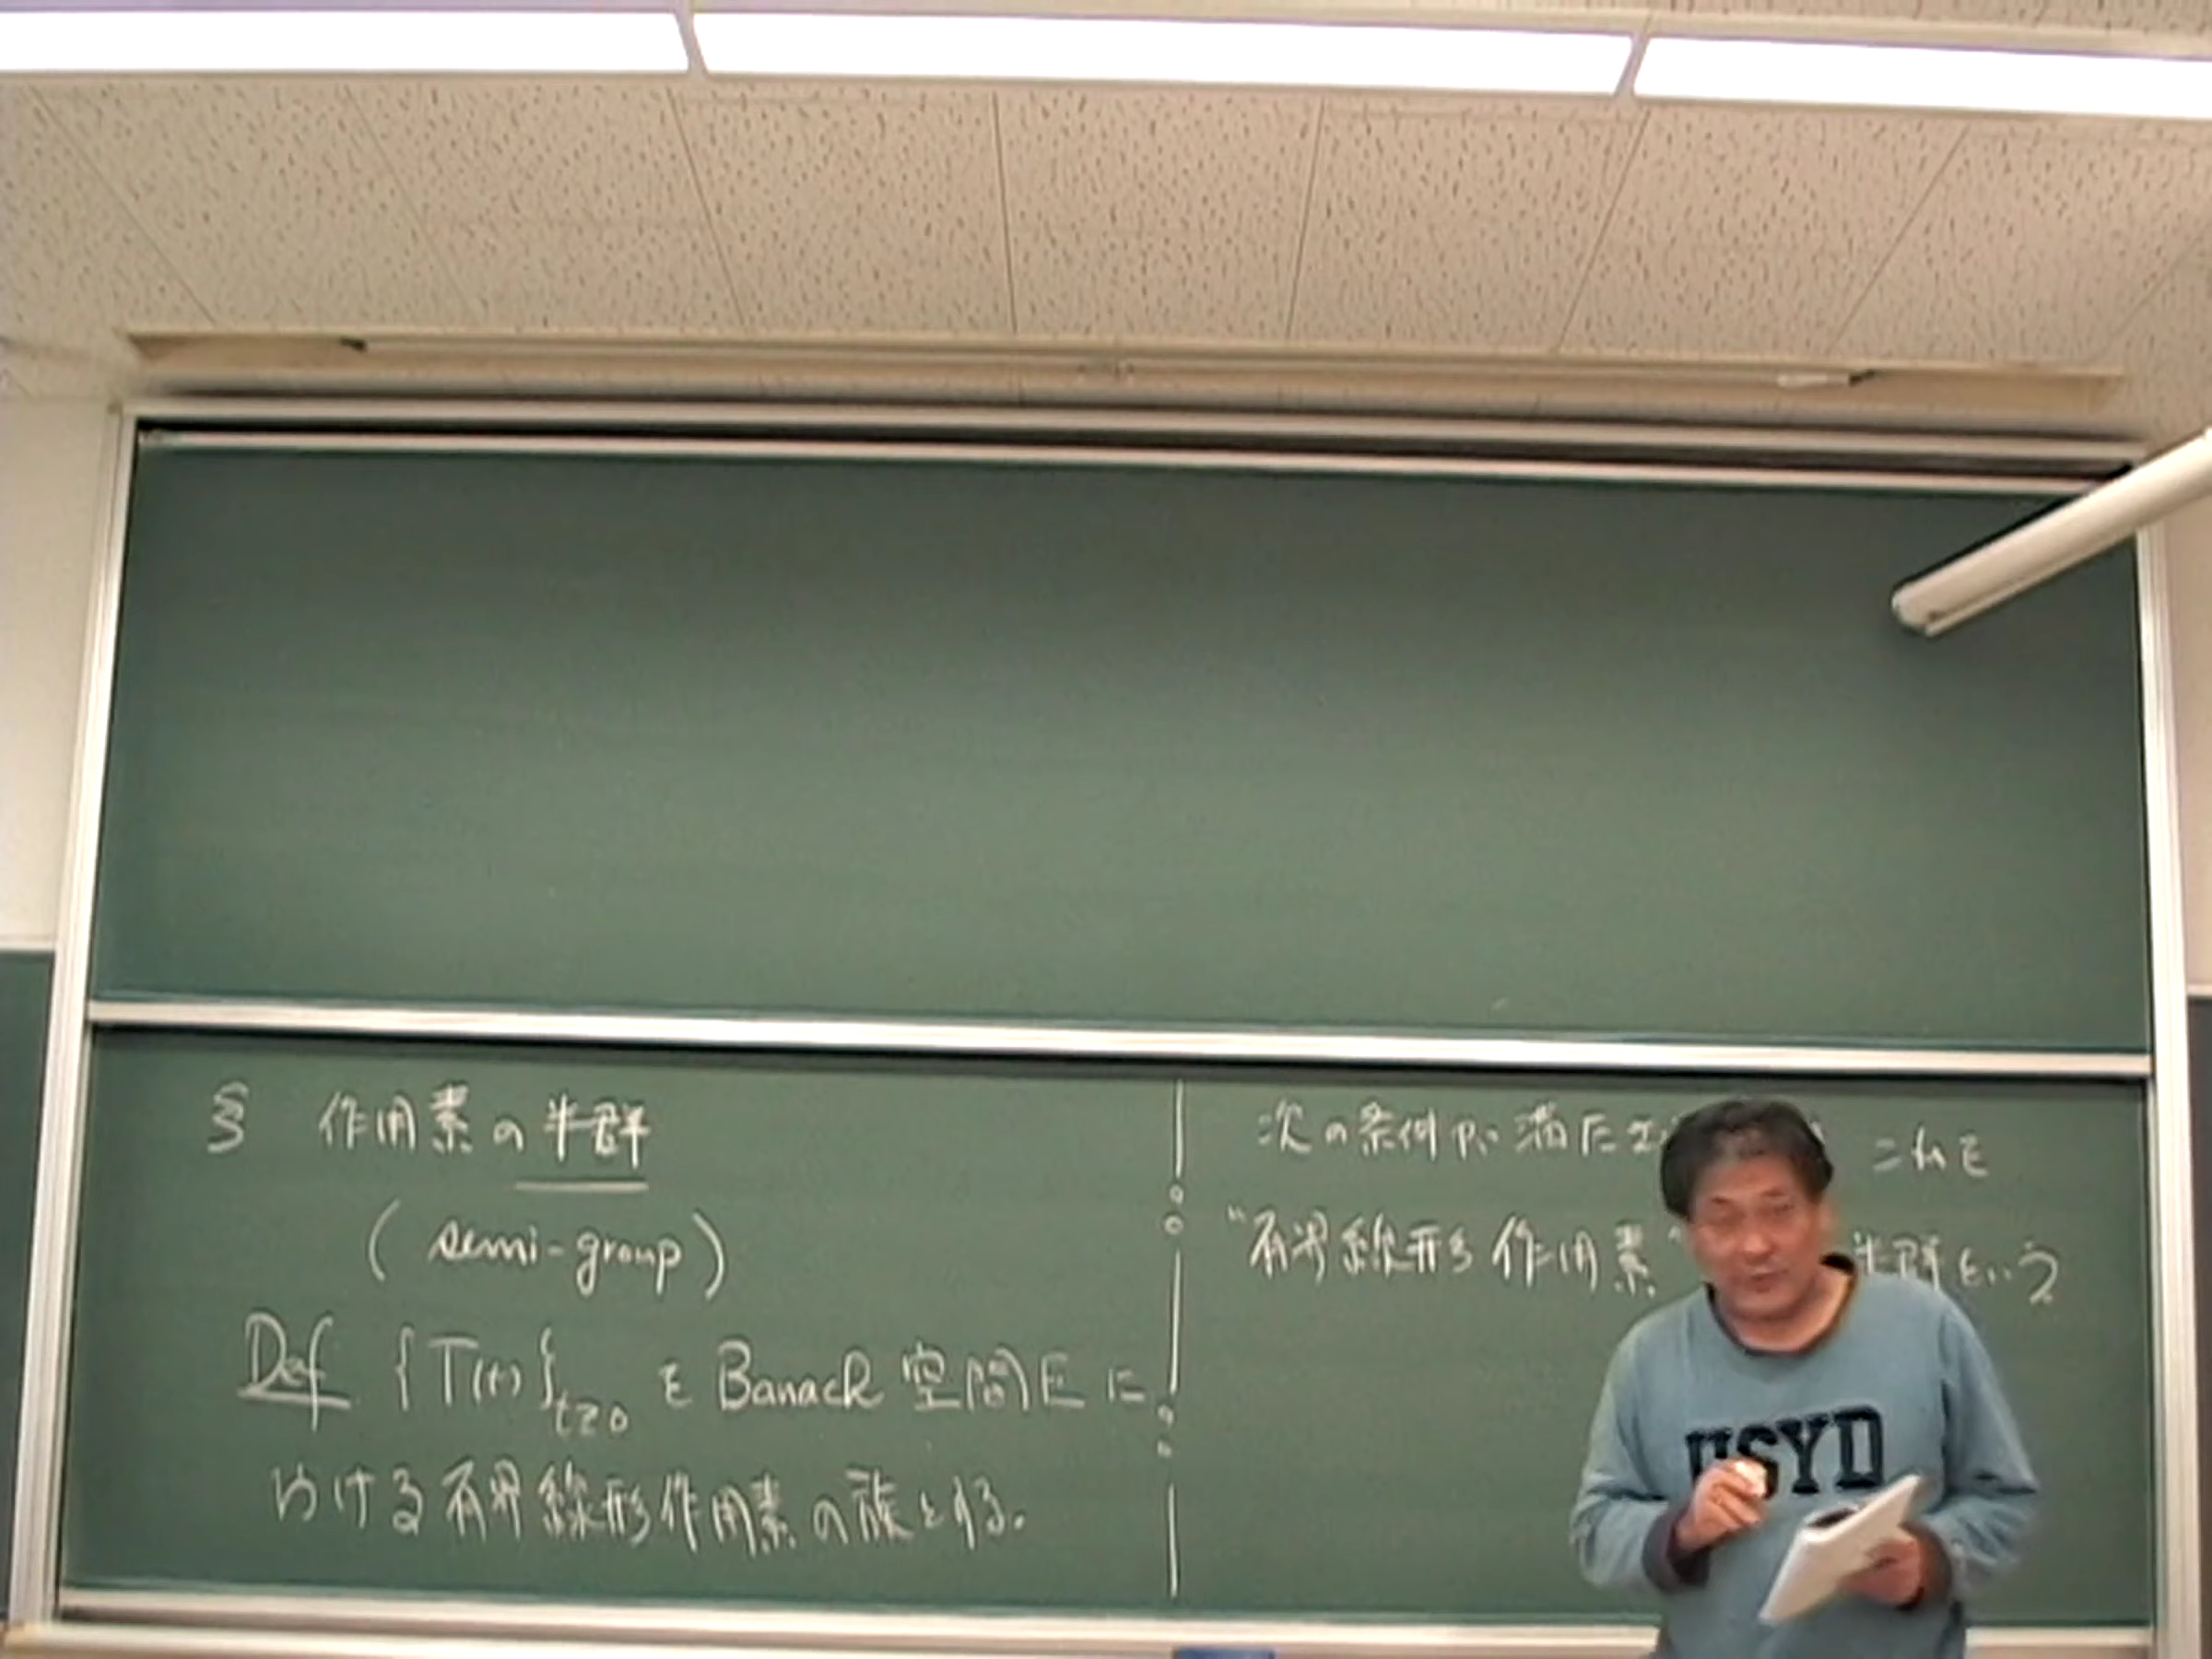 § 作用素の半群
(semi-group)
Def {T(t)}t≧0 を Banach 空間 E に
おける有界線形作用素の族とする.
次の条件が満たさ これを
"有界線形作用素" 半群という
USYD